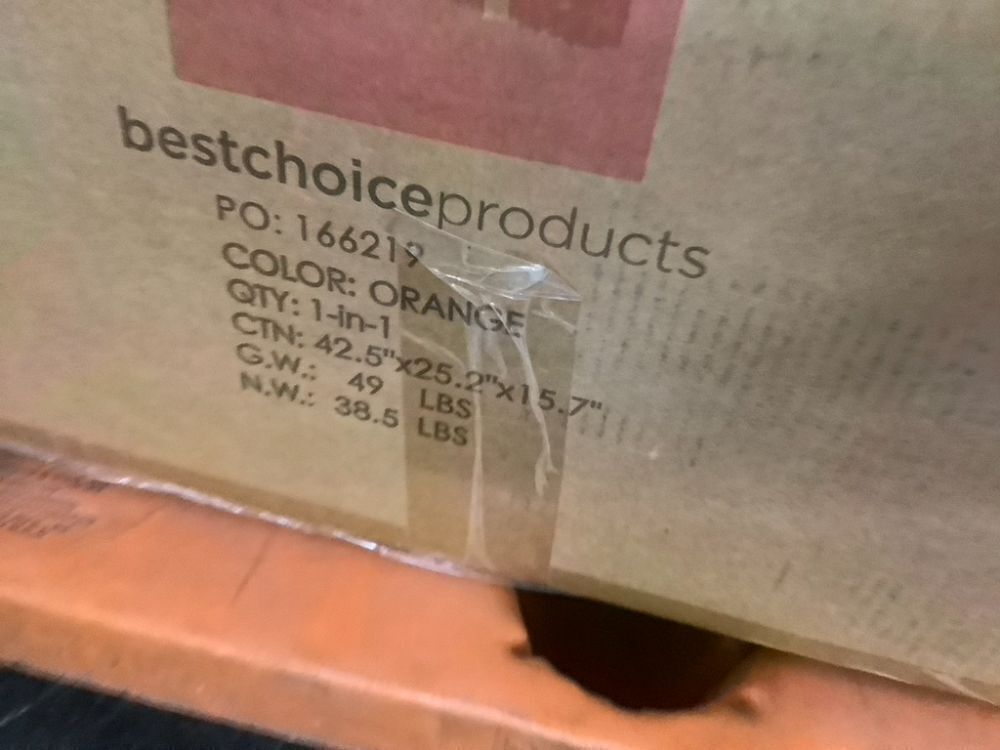 bestchoiceproducts
PO: 166219
COLOR: ORANGE
QTY: 1-in-1
CTN: 42.5"x25.2"x15.7"
G.W.: 49 LBS
N.W.: 38.5 LBS